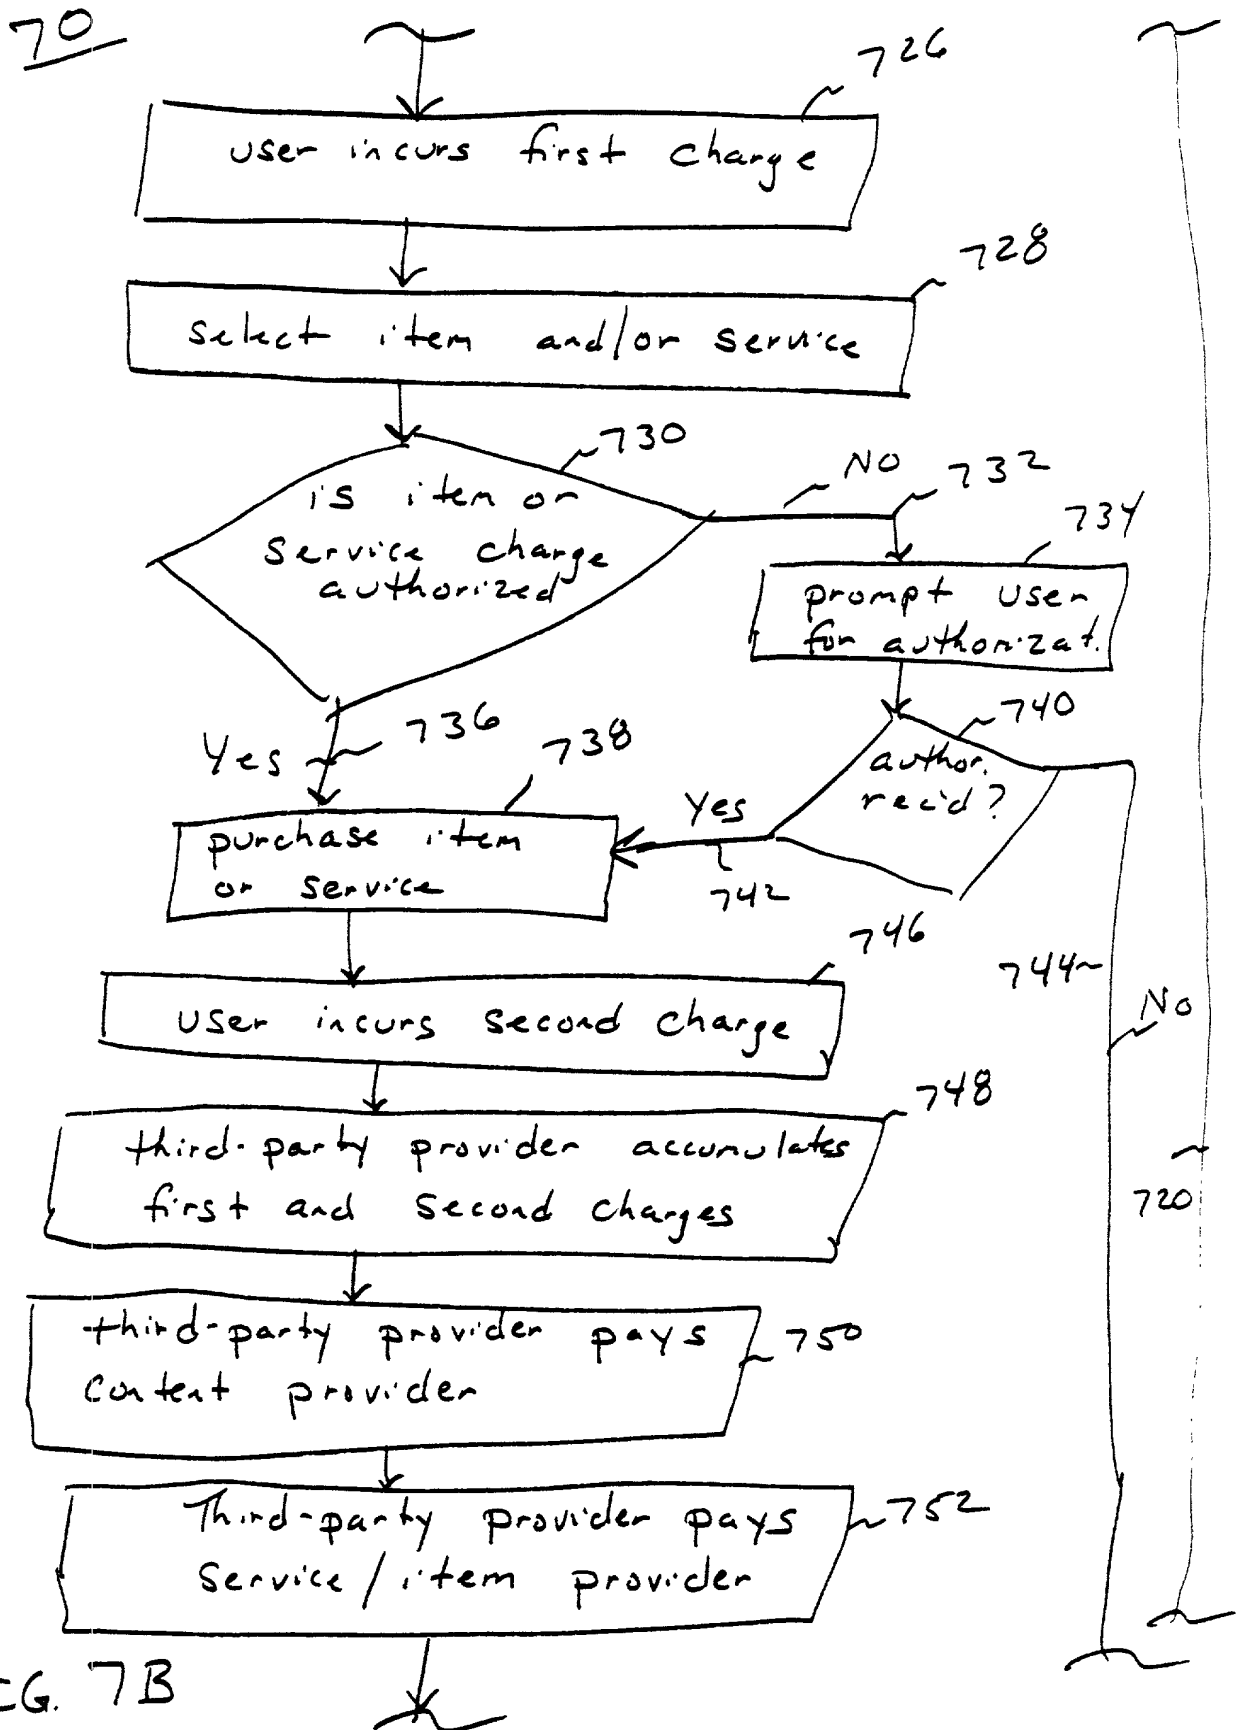 70
726
user incurs first charge
728
select item and/or service
730
is item or
service charge
authorized
No
732
734
prompt user
for authorizat.
Yes
736
738
purchase item
or service
740
author.
rec'd?
Yes
742
744
No
746
user incurs second charge
748
third-party provider accumulates
first and second charges
720
third-party provider pays
content provider
750
Third-party provider pays
service/item provider
752
IG. 7B